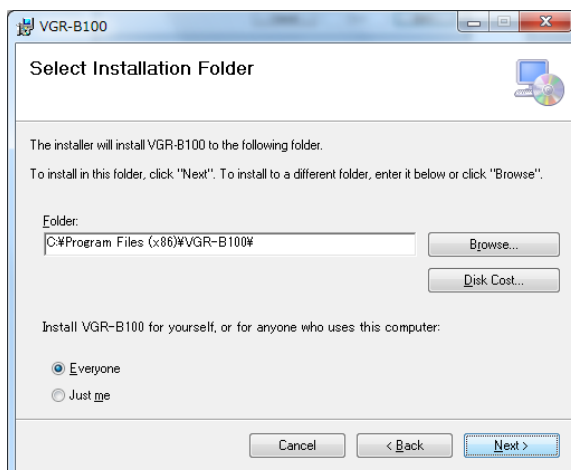 VGR-B100
Select Installation Folder
The installer will install VGR-B100 to the following folder.
To install in this folder, click "Next". To install to a different folder, enter it below or click "Browse".
Folder:
C:¥Program Files (x86)¥VGR-B100¥
Browse...
Disk Cost...
Install VGR-B100 for yourself, or for anyone who uses this computer:
Everyone
Just me
Cancel
< Back
Next >